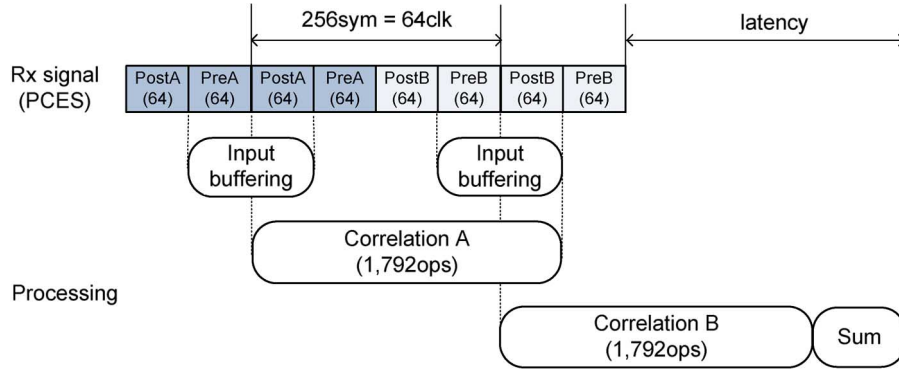 256sym = 64clk
latency
Rx signal
(PCES)
PostA
(64)
PreA
(64)
PostA
(64)
PreA
(64)
PostB
(64)
PreB
(64)
PostB
(64)
PreB
(64)
Input
buffering
Input
buffering
Correlation A
(1,792ops)
Processing
Correlation B
(1,792ops)
Sum